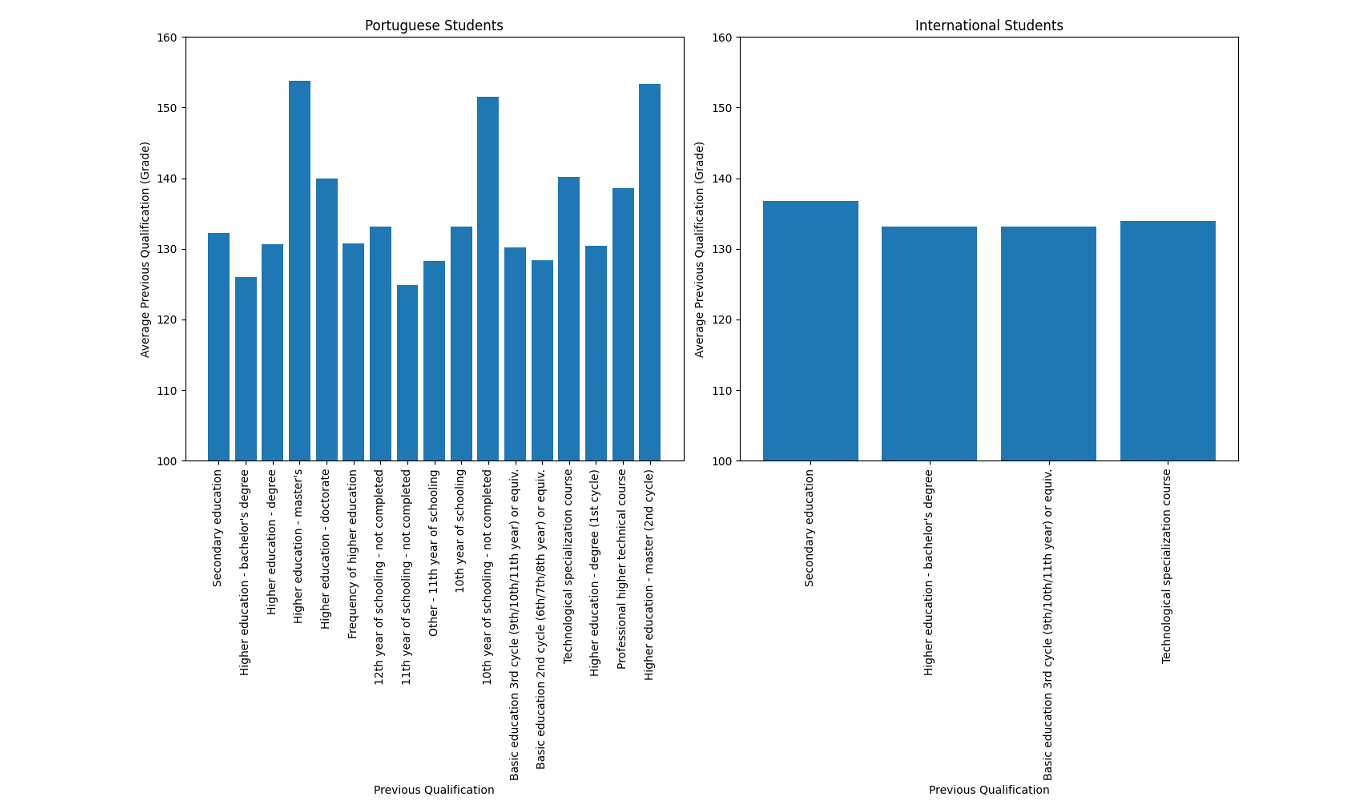 Portuguese Students
160
150
140
130
120
110
100
Average Previous Qualification (Grade)
Secondary education
Higher education - bachelor's degree
Higher education - degree
Higher education - master's
Higher education - doctorate
Frequency of higher education
12th year of schooling - not completed
11th year of schooling - not completed
Other - 11th year of schooling
10th year of schooling
10th year of schooling - not completed
Basic education 3rd cycle (9th/10th/11th year) or equiv.
Basic education 2nd cycle (6th/7th/8th year) or equiv.
Technological specialization course
Higher education - degree (1st cycle)
Professional higher technical course
Higher education - master (2nd cycle)
Previous Qualification
International Students
160
150
140
130
120
110
100
Average Previous Qualification (Grade)
Secondary education
Higher education - bachelor's degree
Basic education 3rd cycle (9th/10th/11th year) or equiv.
Technological specialization course
Previous Qualification